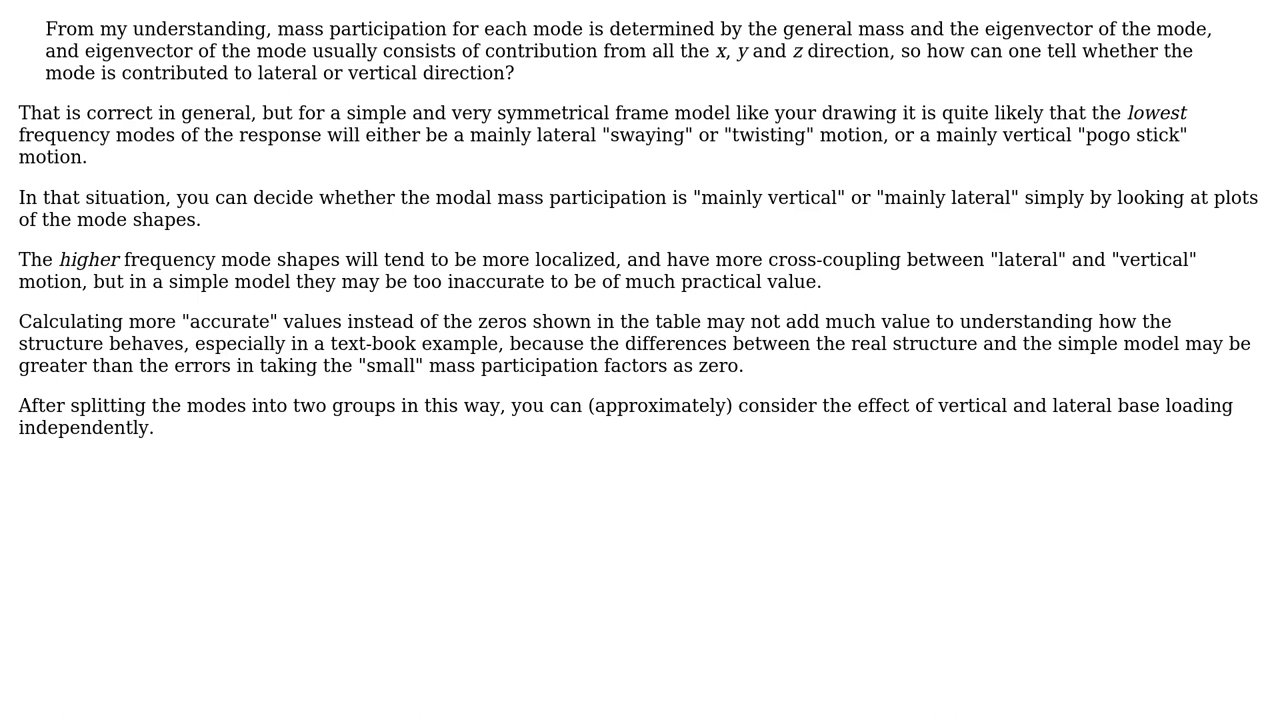 From my understanding, mass participation for each mode is determined by the general mass and the eigenvector of the mode,
and eigenvector of the mode usually consists of contribution from all the x, y and z direction, so how can one tell whether the
mode is contributed to lateral or vertical direction?
That is correct in general, but for a simple and very symmetrical frame model like your drawing it is quite likely that the lowest
frequency modes of the response will either be a mainly lateral "swaying" or "twisting" motion, or a mainly vertical "pogo stick"
motion.
In that situation, you can decide whether the modal mass participation is "mainly vertical" or "mainly lateral" simply by looking at plots
of the mode shapes.
The higher frequency mode shapes will tend to be more localized, and have more cross-coupling between "lateral" and "vertical"
motion, but in a simple model they may be too inaccurate to be of much practical value.
Calculating more "accurate" values instead of the zeros shown in the table may not add much value to understanding how the
structure behaves, especially in a text-book example, because the differences between the real structure and the simple model may be
greater than the errors in taking the "small" mass participation factors as zero.
After splitting the modes into two groups in this way, you can (approximately) consider the effect of vertical and lateral base loading
independently.